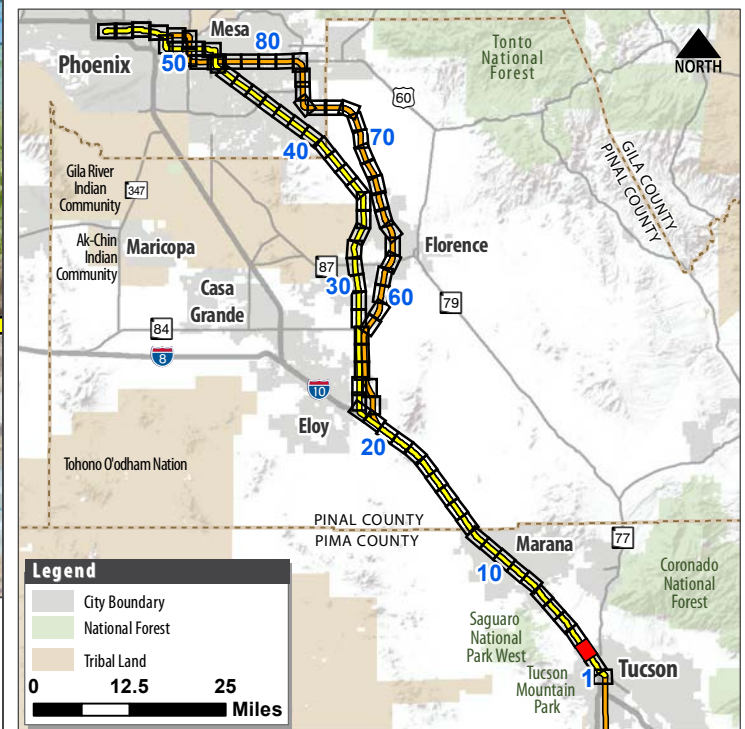 Mesa
80
Phoenix
50
Tonto
National
Forest
NORTH
60
70
40
GILA COUNTY
PINAL COUNTY
Gila River
Indian
Community
347
Ak-Chin
Indian
Community
Maricopa
Florence
87
30
60
Casa
Grande
79
84
8
10
Eloy
20
Tohono O'odham Nation
PINAL COUNTY
PIMA COUNTY
Marana
77
10
Coronado
National
Forest
Saguaro
National
Park West
Tucson
Mountain
Park
1
Tucson
Legend
City Boundary
National Forest
Tribal Land
0 12.5 25
Miles